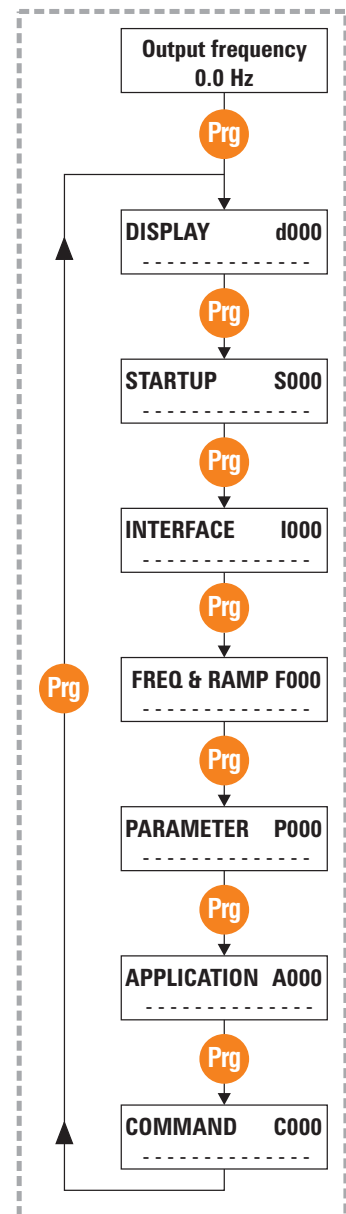 Output frequency
0.0 Hz
Prg
DISPLAY d000
- - - - - - - - - - - - - -
Prg
STARTUP S000
- - - - - - - - - - - - - -
Prg
INTERFACE I000
- - - - - - - - - - - - - -
Prg
FREQ & RAMP F000
- - - - - - - - - - - - - -
Prg
Prg
PARAMETER P000
- - - - - - - - - - - - - -
Prg
APPLICATION A000
- - - - - - - - - - - - - -
Prg
COMMAND C000
- - - - - - - - - - - - - -